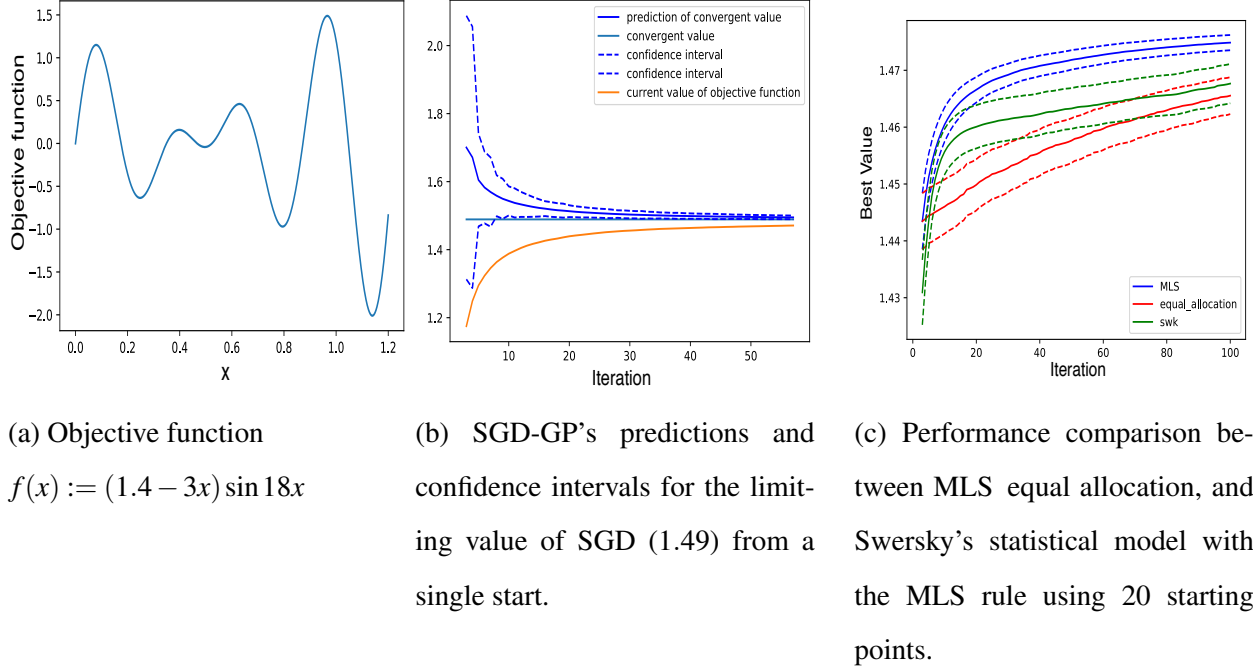 Objective function
1.5
1.0
0.5
0.0
−0.5
−1.0
−1.5
−2.0
0.0 0.2 0.4 0.6 0.8 1.0 1.2
X
prediction of convergent value
convergent value
confidence interval
confidence interval
current value of objective function
2.0
1.8
1.6
1.4
1.2
10 20 30 40 50
Iteration
Best Value
1.47
1.46
1.45
1.44
1.43
MLS
equal_allocation
swk
0 20 40 60 80 100
Iteration
(a) Objective function
f(x) := (1.4 − 3x) sin 18x
(b) SGD-GP's predictions and
confidence intervals for the limit-
ing value of SGD (1.49) from a
single start.
(c) Performance comparison be-
tween MLS equal allocation, and
Swersky's statistical model with
the MLS rule using 20 starting
points.